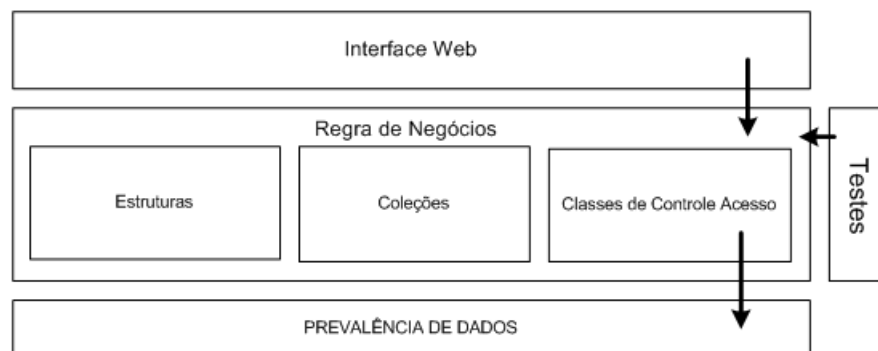 Interface Web
Regra de Negócios
Estruturas
Coleções
Classes de Controle Acesso
Testes
PREVALÊNCIA DE DADOS